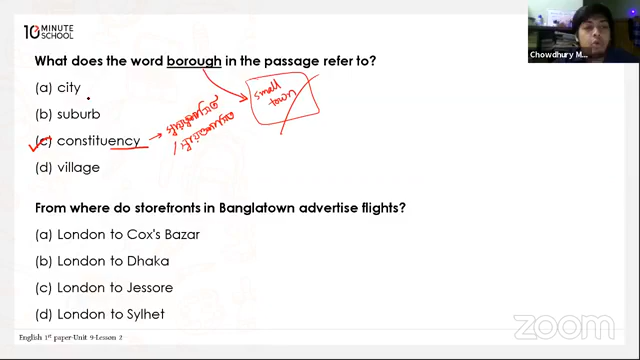 10 MINUTE
SCHOOL
What does the word borough in the passage refer to?
(a) city
(b) suburb
(c) constituency
(d) village
small
town
From where do storefronts in Banglatown advertise flights?
(a) London to Cox's Bazar
(b) London to Dhaka
(c) London to Jessore
(d) London to Sylhet
English 1st paper-Unit 9-Lesson 2
Chowdhury M...
zoom